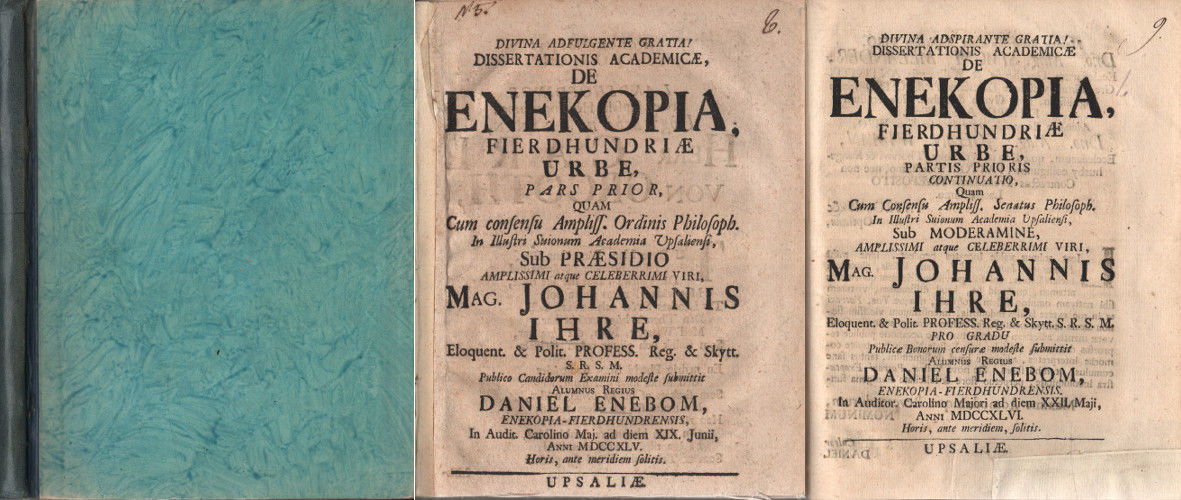 N 5.
6.
DIVINA ADFULGENTE GRATIA!
DISSERTATIONIS ACADEMICÆ,
DE
ENEKOPIA,
FIERDHUNDRIÆ
URBE,
PARS PRIOR,
QUAM
Cum consensu Ampliss. Ordinis Philosoph.
In Illustri Suionum Academia Upsaliensi,
Sub PRÆSIDIO
AMPLISSIMI atque CELEBERRIMI VIRI,
MAG. JOHANNIS
IHRE,
Eloquent. & Polit. PROFESS. Reg. & Skytt.
S. R. S. M.
Publico Candidorum Examini modeste submittit
ALUMNUS REGIUS
DANIEL ENEBOM,
ENEKOPIA-FIERDHUNDRENSIS,
In Audit. Carolino Maj. ad diem XIX. Junii,
ANNI MDCCXLV.
Horis, ante meridiem solitis.
UPSALIÆ.
9.
DIVINA ADSPIRANTE GRATIA!
DISSERTATIONIS ACADEMICÆ
DE
ENEKOPIA,
FIERDHUNDRIÆ
URBE,
PARTIS PRIORIS
CONTINUATIO,
Quam
Cum Consensu Ampliss. Senatus Philosoph.
In Illustri Suionum Academia Upsaliensi,
Sub MODERAMINE,
AMPLISSIMI atque CELEBERRIMI VIRI,
MAG. JOHANNIS
IHRE,
Eloquent. & Polit. PROFESS. Reg. & Skytt. S. R. S. M.
PRO GRADU
Publicæ Bonorum censuræ modeste submittit
ALUMNUS REGIUS
DANIEL ENEBOM,
ENEKOPIA-FIERDHUNDRENSIS.
In Auditor. Carolino Majori ad diem XXII. Maji,
ANNI MDCCXLVI.
Horis, ante meridiem, solitis.
UPSALIÆ.